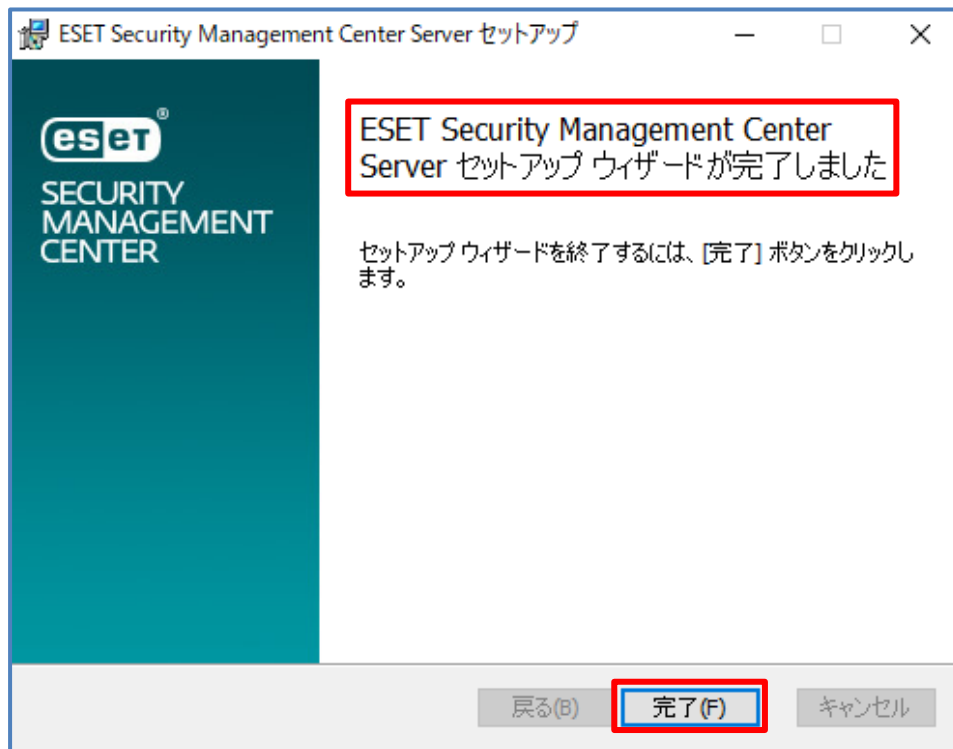 ESET Security Management Center Server セットアップ
eseT®
SECURITY
MANAGEMENT
CENTER
ESET Security Management Center
Server セットアップ ウィザードが完了しました
セットアップ ウィザードを終了するには、[完了] ボタンをクリックし
ます。
戻る(B)
完了(F)
キャンセル